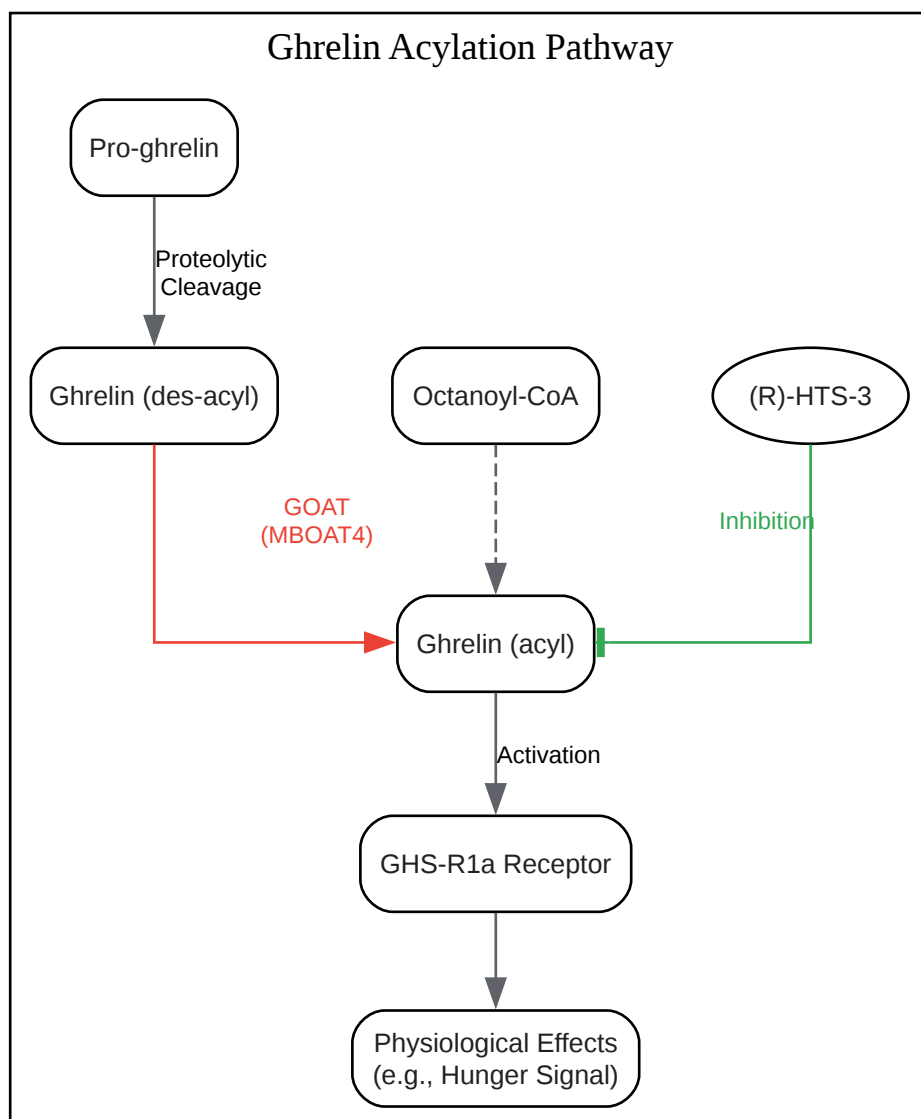 Ghrelin Acylation Pathway
Pro-ghrelin
Proteolytic
Cleavage
Ghrelin (des-acyl)
Octanoyl-CoA
(R)-HTS-3
GOAT
(MBOAT4)
Inhibition
Ghrelin (acyl)
Activation
GHS-R1a Receptor
Physiological Effects
(e.g., Hunger Signal)